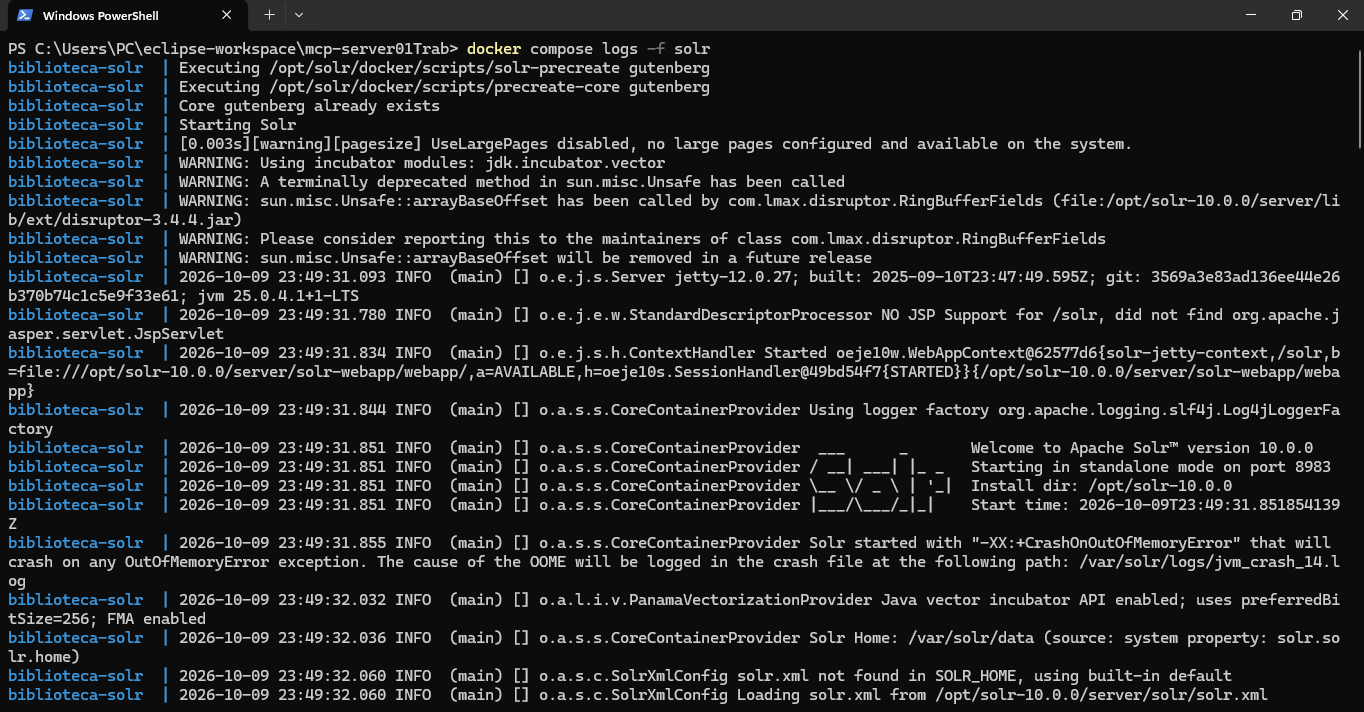 Windows PowerShell
PS C:\Users\PC\eclipse-workspace\mcp-server01Trab> docker compose logs -f solr
biblioteca-solr  | Executing /opt/solr/docker/scripts/solr-precreate gutenberg
biblioteca-solr  | Executing /opt/solr/docker/scripts/precreate-core gutenberg
biblioteca-solr  | Core gutenberg already exists
biblioteca-solr  | Starting Solr
biblioteca-solr  | [0.003s][warning][pagesize] UseLargePages disabled, no large pages configured and available on the system.
biblioteca-solr  | WARNING: Using incubator modules: jdk.incubator.vector
biblioteca-solr  | WARNING: A terminally deprecated method in sun.misc.Unsafe has been called
biblioteca-solr  | WARNING: sun.misc.Unsafe::arrayBaseOffset has been called by com.lmax.disruptor.RingBufferFields (file:/opt/solr-10.0.0/server/li
b/ext/disruptor-3.4.4.jar)
biblioteca-solr  | WARNING: Please consider reporting this to the maintainers of class com.lmax.disruptor.RingBufferFields
biblioteca-solr  | WARNING: sun.misc.Unsafe::arrayBaseOffset will be removed in a future release
biblioteca-solr  | 2026-10-09 23:49:31.093 INFO  (main) [] o.e.j.s.Server jetty-12.0.27; built: 2025-09-10T23:47:49.595Z; git: 3569a3e83ad136ee44e26
b370b74c1c5e9f33e61; jvm 25.0.4.1+1-LTS
biblioteca-solr  | 2026-10-09 23:49:31.780 INFO  (main) [] o.e.j.e.w.StandardDescriptorProcessor NO JSP Support for /solr, did not find org.apache.j
asper.servlet.JspServlet
biblioteca-solr  | 2026-10-09 23:49:31.834 INFO  (main) [] o.e.j.s.h.ContextHandler Started oeje10w.WebAppContext@62577d6{solr-jetty-context,/solr,b
=file:///opt/solr-10.0.0/server/solr-webapp/webapp/,a=AVAILABLE,h=oeje10s.SessionHandler@49bd54f7{STARTED}}{/opt/solr-10.0.0/server/solr-webapp/weba
pp}
biblioteca-solr  | 2026-10-09 23:49:31.844 INFO  (main) [] o.a.s.s.CoreContainerProvider Using logger factory org.apache.logging.slf4j.Log4jLoggerFa
ctory
biblioteca-solr  | 2026-10-09 23:49:31.851 INFO  (main) [] o.a.s.s.CoreContainerProvider  ___      _       Welcome to Apache Solr™ version 10.0.0
biblioteca-solr  | 2026-10-09 23:49:31.851 INFO  (main) [] o.a.s.s.CoreContainerProvider / __| ___| |_ _   Starting in standalone mode on port 8983
biblioteca-solr  | 2026-10-09 23:49:31.851 INFO  (main) [] o.a.s.s.CoreContainerProvider \__ \/ _ \ | '_|  Install dir: /opt/solr-10.0.0
biblioteca-solr  | 2026-10-09 23:49:31.851 INFO  (main) [] o.a.s.s.CoreContainerProvider |___/\___/_|_|    Start time: 2026-10-09T23:49:31.851854139
Z
biblioteca-solr  | 2026-10-09 23:49:31.855 INFO  (main) [] o.a.s.s.CoreContainerProvider Solr started with "-XX:+CrashOnOutOfMemoryError" that will
crash on any OutOfMemoryError exception. The cause of the OOME will be logged in the crash file at the following path: /var/solr/logs/jvm_crash_14.l
og
biblioteca-solr  | 2026-10-09 23:49:32.032 INFO  (main) [] o.a.l.i.v.PanamaVectorizationProvider Java vector incubator API enabled; uses preferredBi
tSize=256; FMA enabled
biblioteca-solr  | 2026-10-09 23:49:32.036 INFO  (main) [] o.a.s.s.CoreContainerProvider Solr Home: /var/solr/data (source: system property: solr.so
lr.home)
biblioteca-solr  | 2026-10-09 23:49:32.060 INFO  (main) [] o.a.s.c.SolrXmlConfig solr.xml not found in SOLR_HOME, using built-in default
biblioteca-solr  | 2026-10-09 23:49:32.060 INFO  (main) [] o.a.s.c.SolrXmlConfig Loading solr.xml from /opt/solr-10.0.0/server/solr/solr.xml